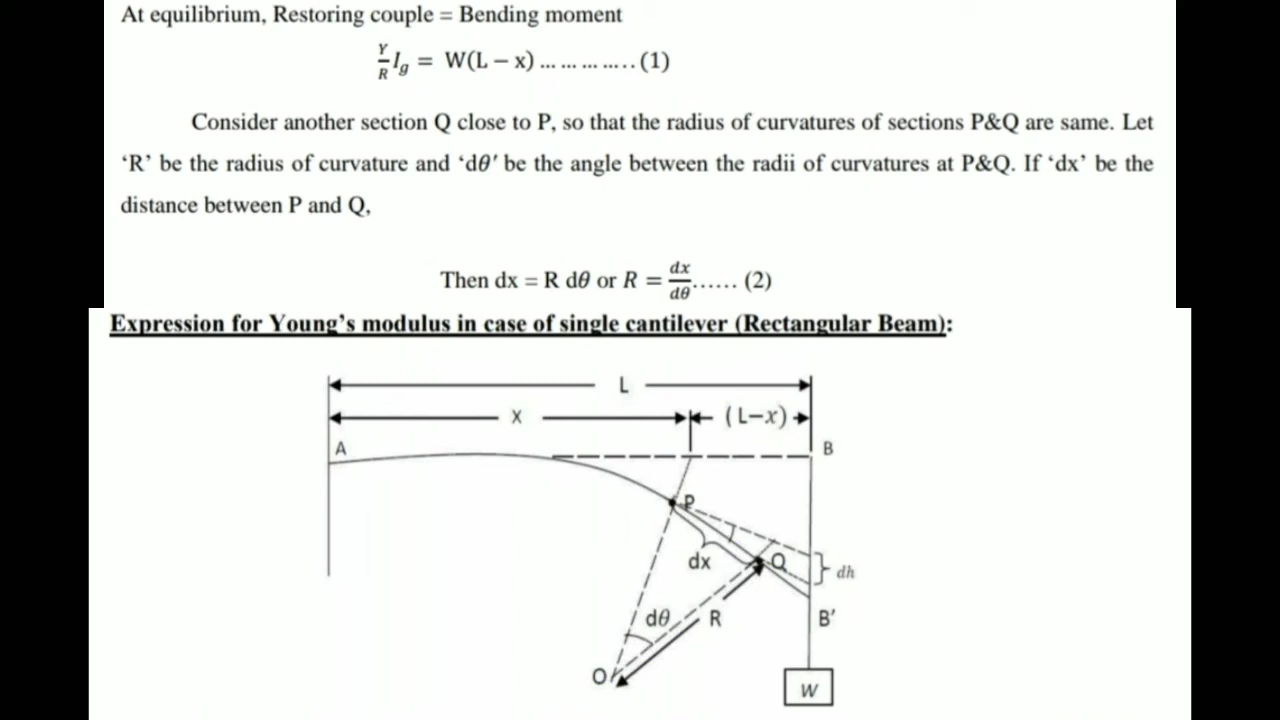 At equilibrium, Restoring couple = Bending moment
Y/R I_g = W(L – x) … … … ….. (1)
Consider another section Q close to P, so that the radius of curvatures of sections P&Q are same. Let
‘R’ be the radius of curvature and ‘dθ′ be the angle between the radii of curvatures at P&Q. If ‘dx’ be the
distance between P and Q,
Then dx = R dθ or R = dx/dθ …… (2)
Expression for Young’s modulus in case of single cantilever (Rectangular Beam):
L
X (L–x)
A B
P
dx Q dh
dθ R B′
O
W